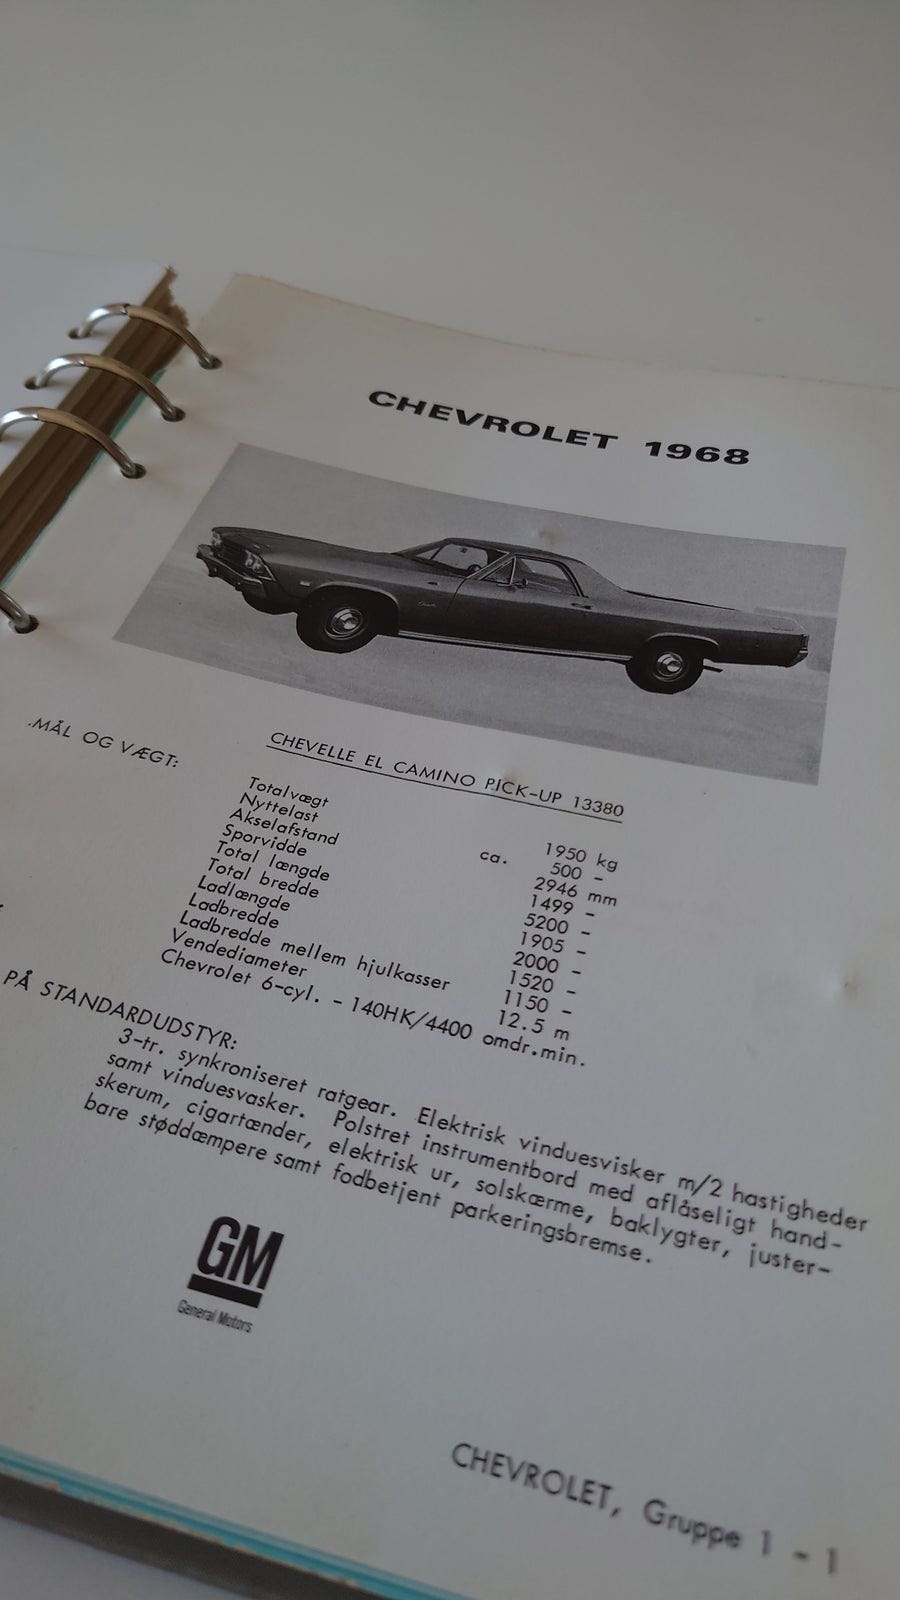 CHEVROLET 1968
.MÅL OG VÆGT:
CHEVELLE EL CAMINO PICK-UP 13380
Totalvægt 1950 kg
Nyttelast ca. 500 -
Akselafstand 2946 mm
Sporvidde 1499 -
Total længde 5200 -
Total bredde 1905 -
Ladlængde 2000 -
Ladbredde 1520 -
Ladbredde mellem hjulkasser 1150 -
Vendediameter 12.5 m
Chevrolet 6-cyl. - 140HK/4400 omdr.min.
PÅ STANDARDUDSTYR:
3-tr. synkroniseret ratgear. Elektrisk vinduesvisker m/2 hastigheder
samt vinduesvasker. Polstret instrumentbord med aflåseligt hand-
skerum, cigartænder, elektrisk ur, solskærme, baklygter, juster-
bare støddæmpere samt fodbetjent parkeringsbremse.
GM
General Motors
CHEVROLET, Gruppe 1 - 1